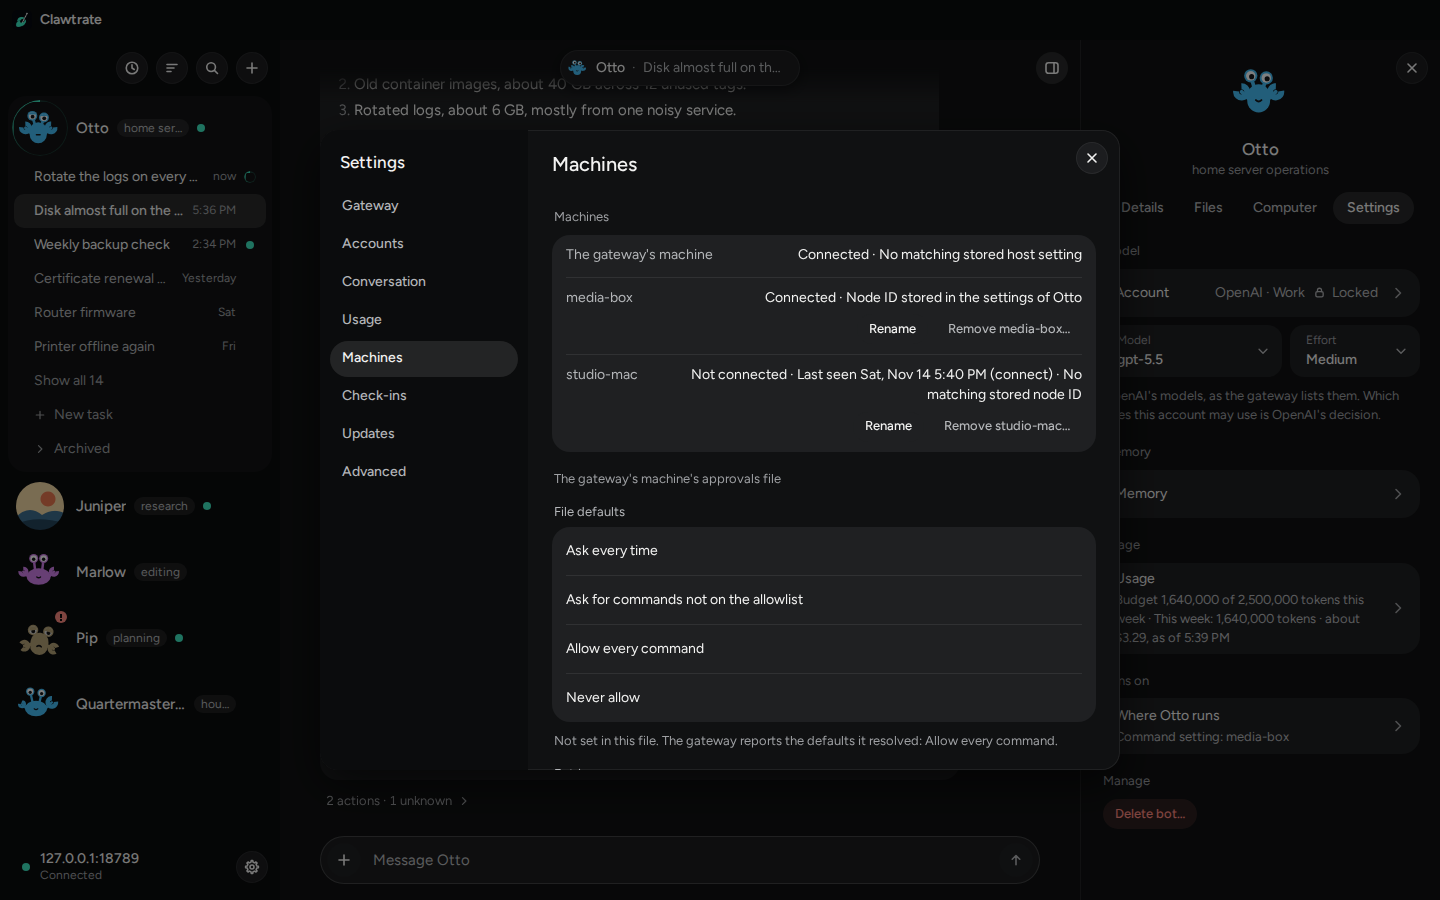 Clawtrate
Otto
home ser...
Rotate the logs on every ... now
Disk almost full on the ... 5:36 PM
Weekly backup check 2:34 PM
Certificate renewal ... Yesterday
Router firmware Sat
Printer offline again Fri
Show all 14
+ New task
Archived
Juniper research
Marlow editing
! Pip planning
Quartermaster... hou...
127.0.0.1:18789
Connected
Otto · Disk almost full on th...
2. Old container images, about 40 GB across 12 unused tags.
3. Rotated logs, about 6 GB, mostly from one noisy service.
Settings
Gateway
Accounts
Conversation
Usage
Machines
Check-ins
Updates
Advanced
Machines
Machines
The gateway's machine Connected · No matching stored host setting
media-box Connected · Node ID stored in the settings of Otto
Rename Remove media-box...
studio-mac Not connected · Last seen Sat, Nov 14 5:40 PM (connect) · No
matching stored node ID
Rename Remove studio-mac...
The gateway's machine's approvals file
File defaults
Ask every time
Ask for commands not on the allowlist
Allow every command
Never allow
Not set in this file. The gateway reports the defaults it resolved: Allow every command.
2 actions · 1 unknown
Message Otto
Otto
home server operations
Details Files Computer Settings
Account OpenAI · Work Locked
Model
gpt-5.5
Effort
Medium
models, as the gateway lists them. Which
this account may use is OpenAI's decision.
Memory
Usage
Budget 1,640,000 of 2,500,000 tokens this
week · This week: 1,640,000 tokens · about
$3.29, as of 5:39 PM
on
Where Otto runs
Command setting: media-box
Manage
Delete bot...